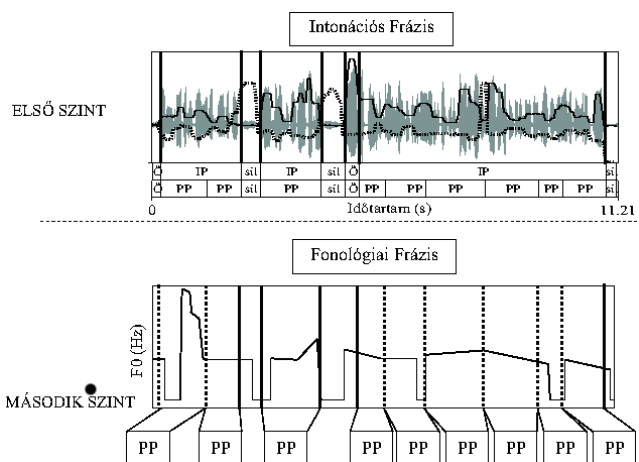 Intonációs Frázis
ELSŐ SZINT
Ö IP sil IP sil Ö IP si
Ö PP PP sil PP sil Ö PP PP PP PP PP PP si
0 Időtartam (s) 11.21
Fonológiai Frázis
F0 (Hz)
MÁSODIK SZINT
PP PP PP PP PP PP PP PP PP